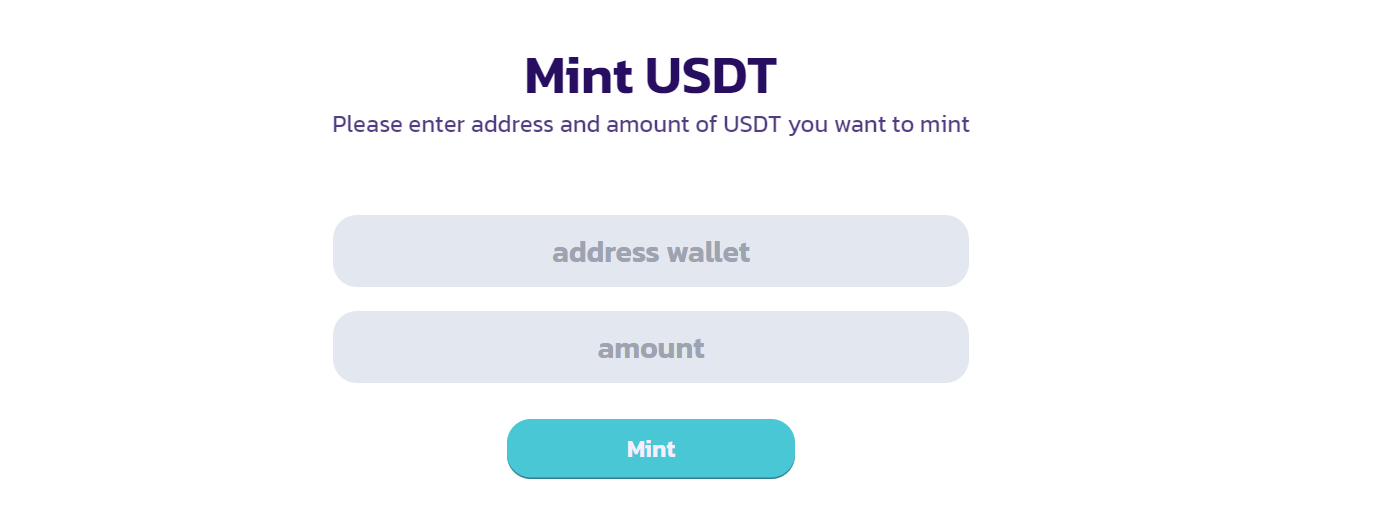 Mint USDT
Please enter address and amount of USDT you want to mint
address wallet
amount
Mint